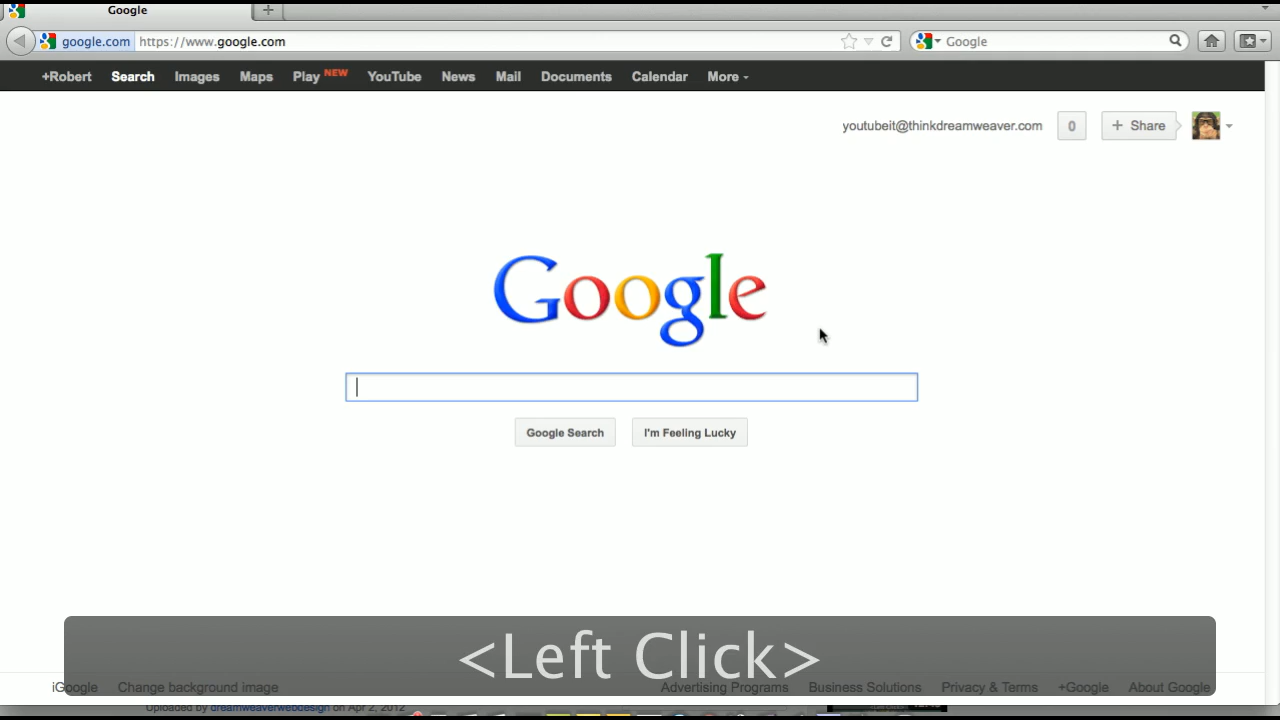 Google
google.com https://www.google.com Google
+Robert Search Images Maps Play NEW YouTube News Mail Documents Calendar More
youtubeit@thinkdreamweaver.com 0 + Share
Google
Google Search I'm Feeling Lucky
<Left Click>
iGoogle Change background image Advertising Programs Business Solutions Privacy & Terms +Google About Google
Uploaded by dreamweaverwebdesign on Apr 2, 2012